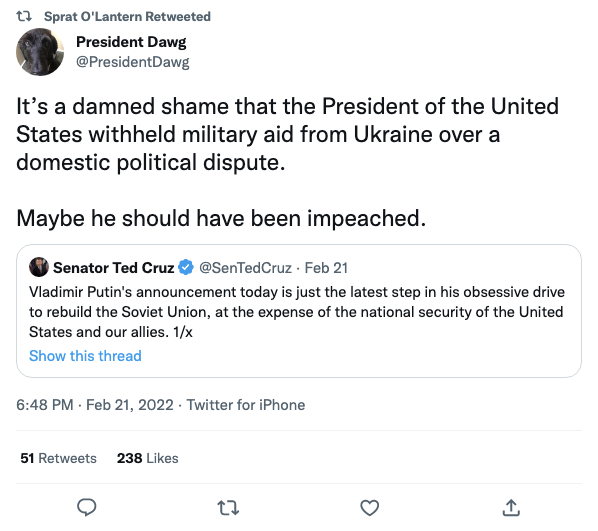 Sprat O'Lantern Retweeted
President Dawg
@PresidentDawg
It’s a damned shame that the President of the United
States withheld military aid from Ukraine over a
domestic political dispute.
Maybe he should have been impeached.
Senator Ted Cruz @SenTedCruz · Feb 21
Vladimir Putin's announcement today is just the latest step in his obsessive drive
to rebuild the Soviet Union, at the expense of the national security of the United
States and our allies. 1/x
Show this thread
6:48 PM · Feb 21, 2022 · Twitter for iPhone
51 Retweets 238 Likes